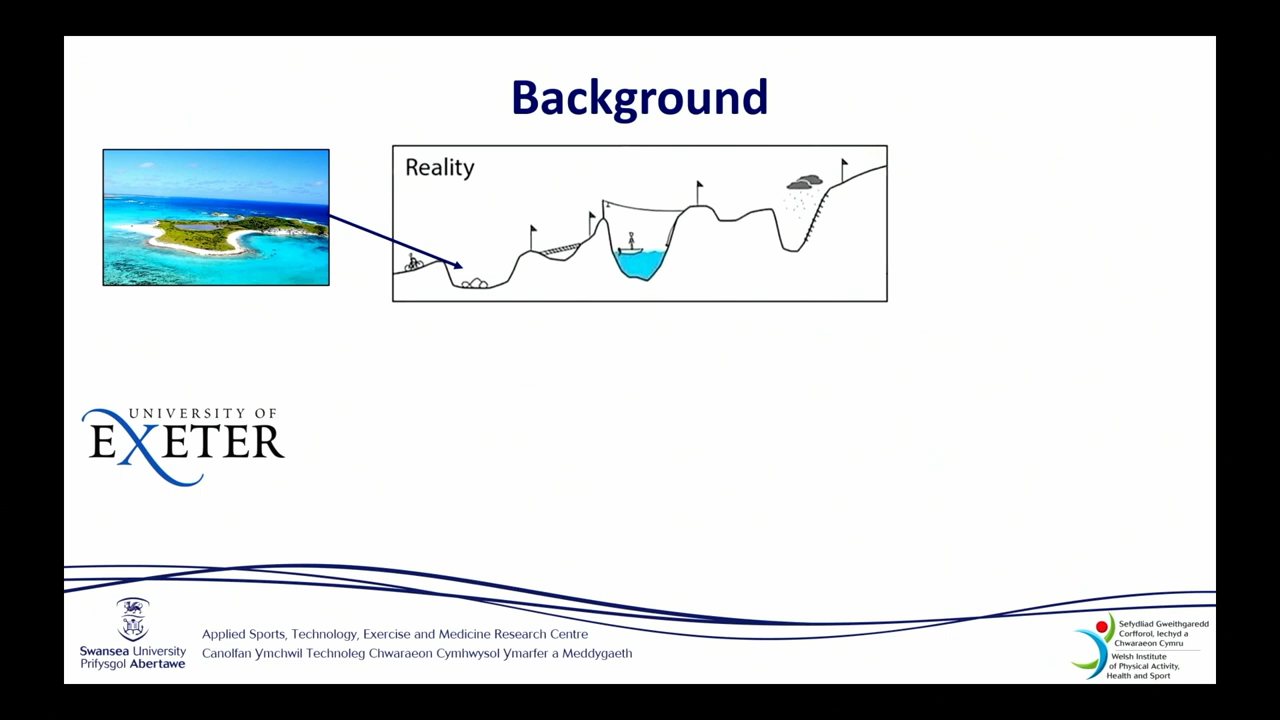 Background
Reality
UNIVERSITY OF
EXETER
Swansea University
Prifysgol Abertawe
Applied Sports, Technology, Exercise and Medicine Research Centre
Canolfan Ymchwil Technoleg Chwaraeon Cymhwysol Ymarfer a Meddygaeth
Sefydliad Gweithgaredd
Corfforol, Iechyd a
Chwaraeon Cymru
Welsh Institute
of Physical Activity,
Health and Sport